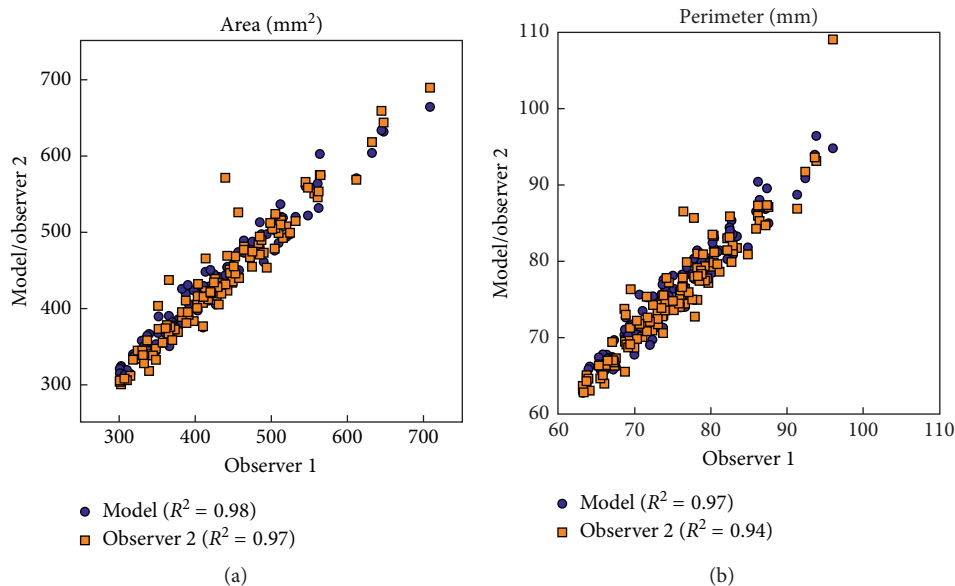 Area (mm²)
700
600
500
400
300
Model/observer 2
300 400 500 600 700
Observer 1
Model (R² = 0.98)
Observer 2 (R² = 0.97)
(a)
Perimeter (mm)
110
100
90
80
70
60
Model/observer 2
60 70 80 90 100 110
Observer 1
Model (R² = 0.97)
Observer 2 (R² = 0.94)
(b)